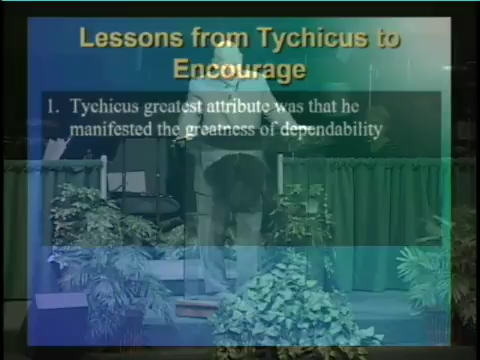 Lessons from Tychicus to
Encourage
1. Tychicus greatest attribute was that he
manifested the greatness of dependability